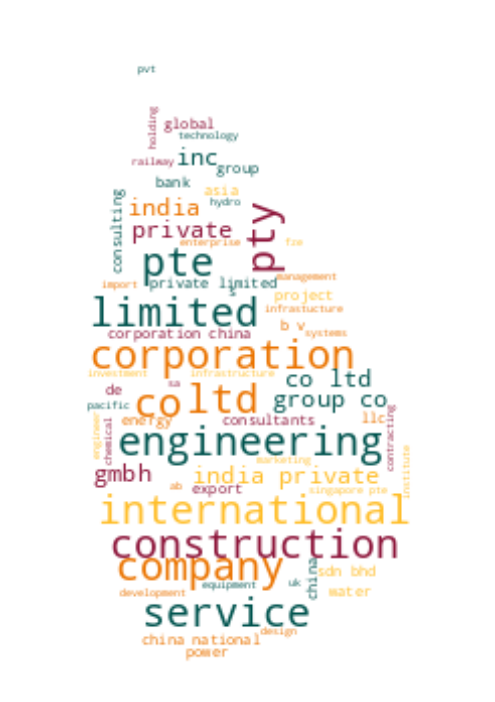 pvt
holding
global
technology
railway inc
group
bank
asia
consulting
india
hydro
private
pty
enterprise
fze
pte
management
import
private limited
s
project
limited
infrastucture
b v
corporation china
systems
corporation
investment
sa
infrastructure
co ltd
de
co ltd
group co
pacific
energy
consultants
llc
engineer
chemical
engineering
contracting
institute
marketing
gmbh
india private
ab
export
singapore pte
international
construction
company
china
sdn bhd
equipment
uk
development
water
service
design
china national
power